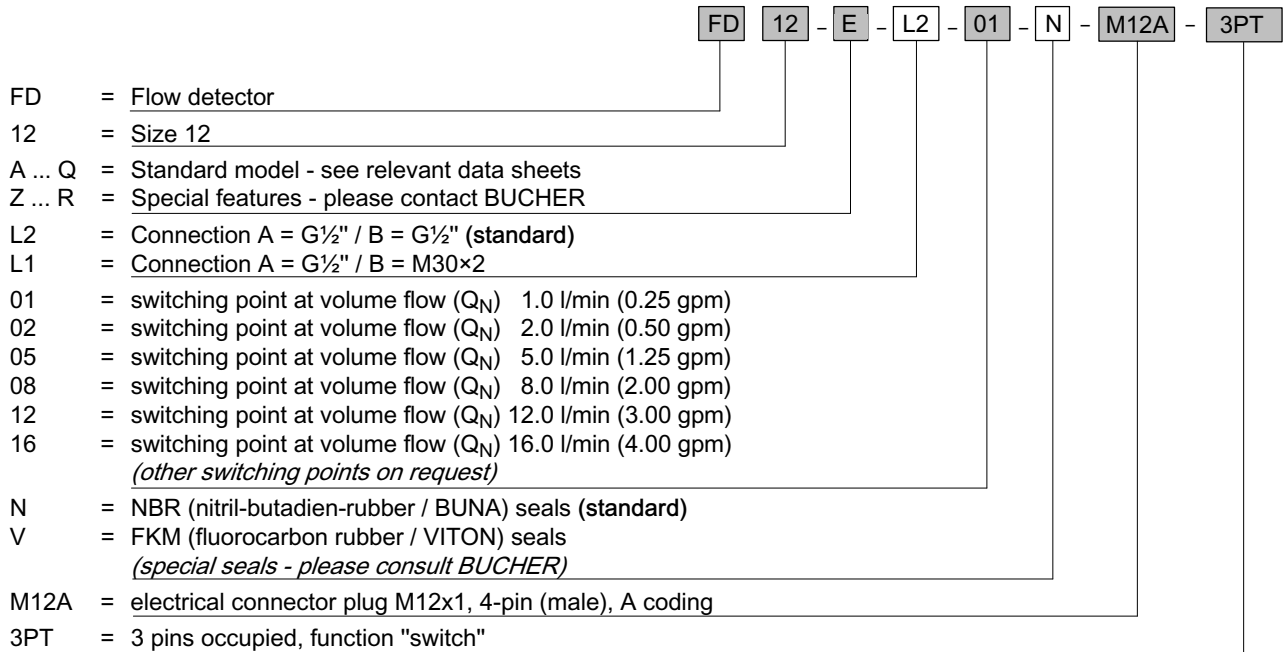 FD 12 – E – L2 – 01 – N – M12A – 3PT
FD = Flow detector
12 = Size 12
A ... Q = Standard model - see relevant data sheets
Z ... R = Special features - please contact BUCHER
L2 = Connection A = G½" / B = G½" (standard)
L1 = Connection A = G½" / B = M30×2
01 = switching point at volume flow (QN) 1.0 l/min (0.25 gpm)
02 = switching point at volume flow (QN) 2.0 l/min (0.50 gpm)
05 = switching point at volume flow (QN) 5.0 l/min (1.25 gpm)
08 = switching point at volume flow (QN) 8.0 l/min (2.00 gpm)
12 = switching point at volume flow (QN) 12.0 l/min (3.00 gpm)
16 = switching point at volume flow (QN) 16.0 l/min (4.00 gpm)
(other switching points on request)
N = NBR (nitril-butadien-rubber / BUNA) seals (standard)
V = FKM (fluorocarbon rubber / VITON) seals
(special seals - please consult BUCHER)
M12A = electrical connector plug M12x1, 4-pin (male), A coding
3PT = 3 pins occupied, function "switch"